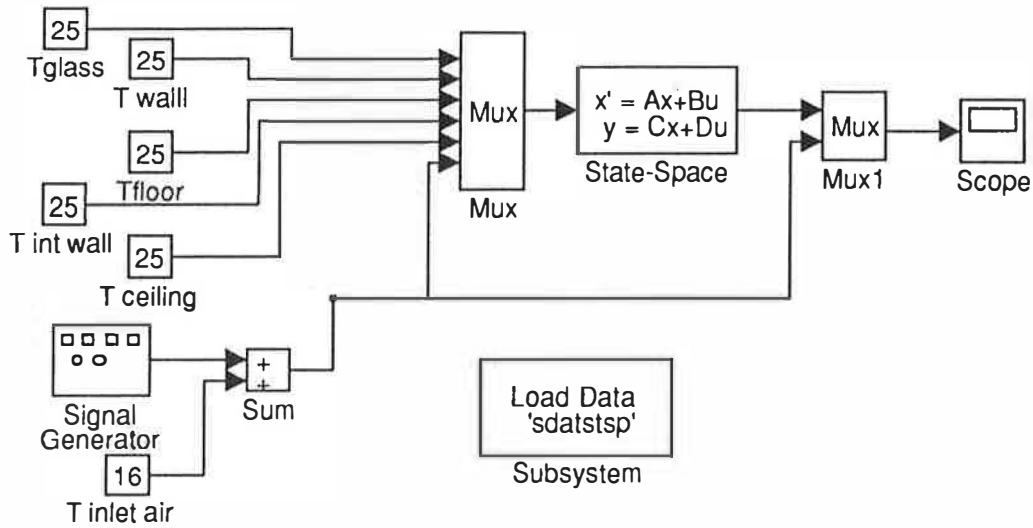 25
Tglass
25
T walll
25
Tfloor
25
T int wall
25
T ceiling
Mux
Mux
x' = Ax+Bu
y = Cx+Du
State-Space
Mux
Mux1
Scope
Signal
Generator
+
+
Sum
16
T inlet air
Load Data
'sdatstsp'
Subsystem